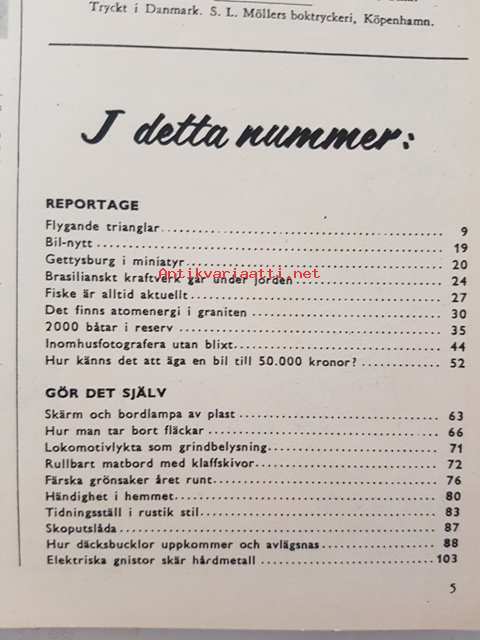 Tryckt i Danmark. S. L. Möllers boktryckeri, Köpenhamn.
I detta nummer:
REPORTAGE
Flygande trianglar 9
Bil-nytt 19
Gettysburg i miniatyr 20
Antikvariaatti.net
Brasilianskt kraftverk går under jorden 24
Fiske är alltid aktuellt 27
Det finns atomenergi i graniten 30
2000 båtar i reserv 35
Inomhusfotografera utan blixt 44
Hur känns det att äga en bil till 50.000 kronor? 52
GÖR DET SJÄLV
Skärm och bordlampa av plast 63
Hur man tar bort fläckar 66
Lokomotivlykta som grindbelysning 71
Rullbart matbord med klaffskivor 72
Färska grönsaker året runt 76
Händighet i hemmet 80
Tidningsställ i rustik stil 83
Skoputslåda 87
Hur däcksbucklor uppkommer och avlägsnas 88
Elektriska gnistor skär hårdmetall 103
5